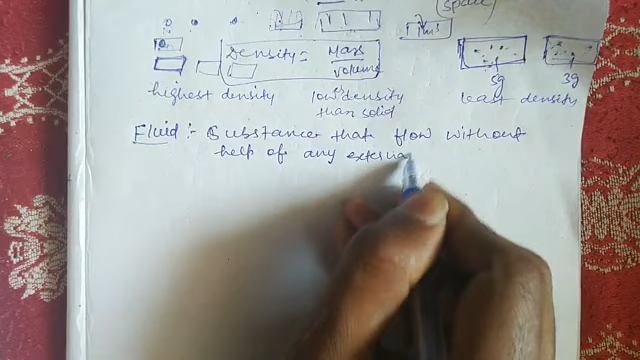 space
1 m3
Density = Mass
volume
5g 3g
highest density low density least density
than solid
Fluid :- Substances that flow without
help of any externa